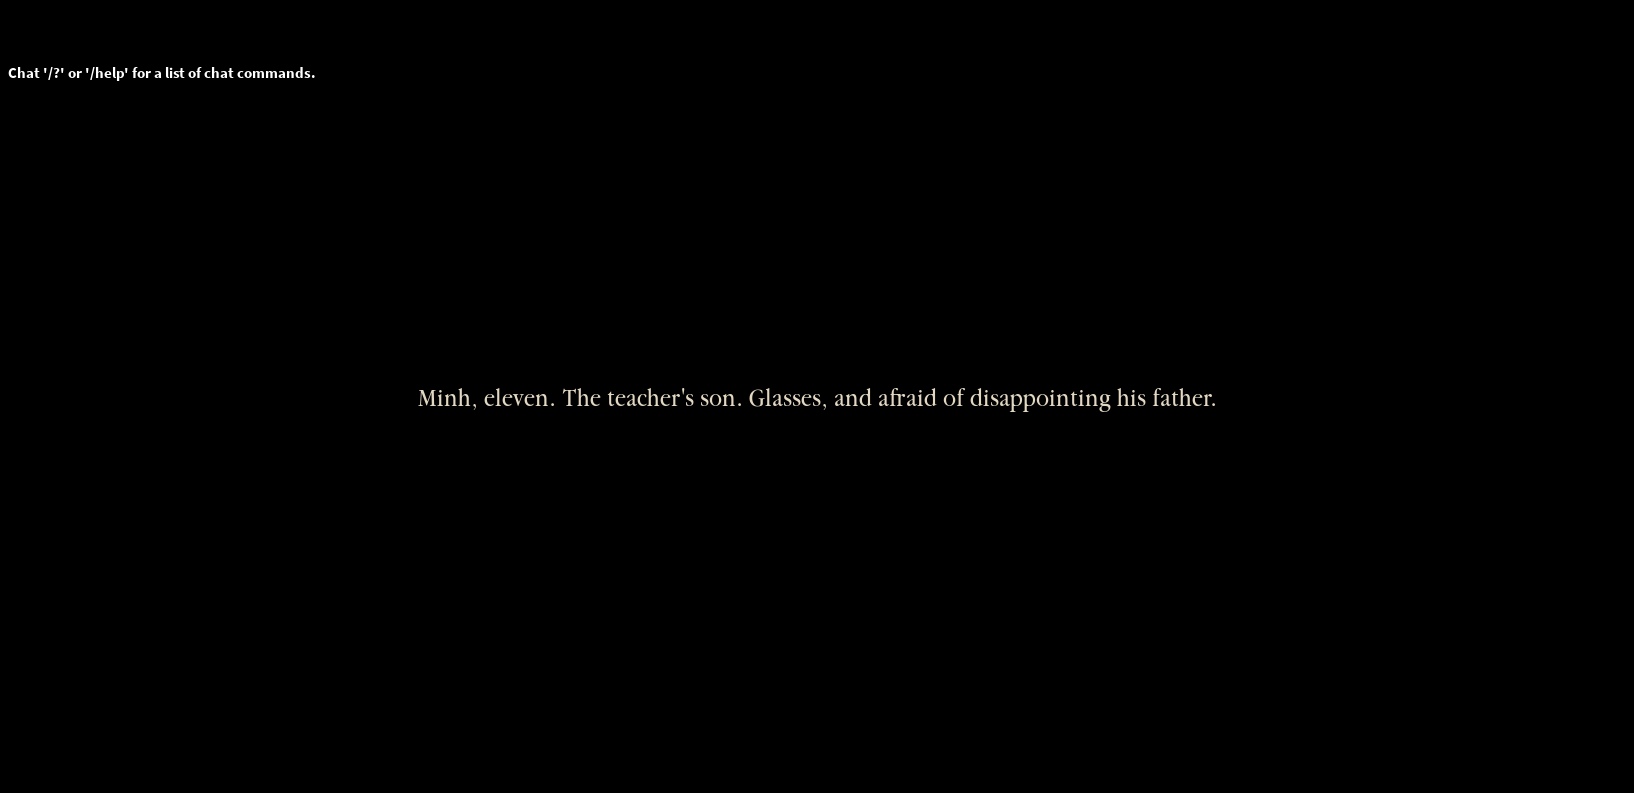 Chat '/?' or '/help' for a list of chat commands.
Minh, eleven. The teacher's son. Glasses, and afraid of disappointing his father.